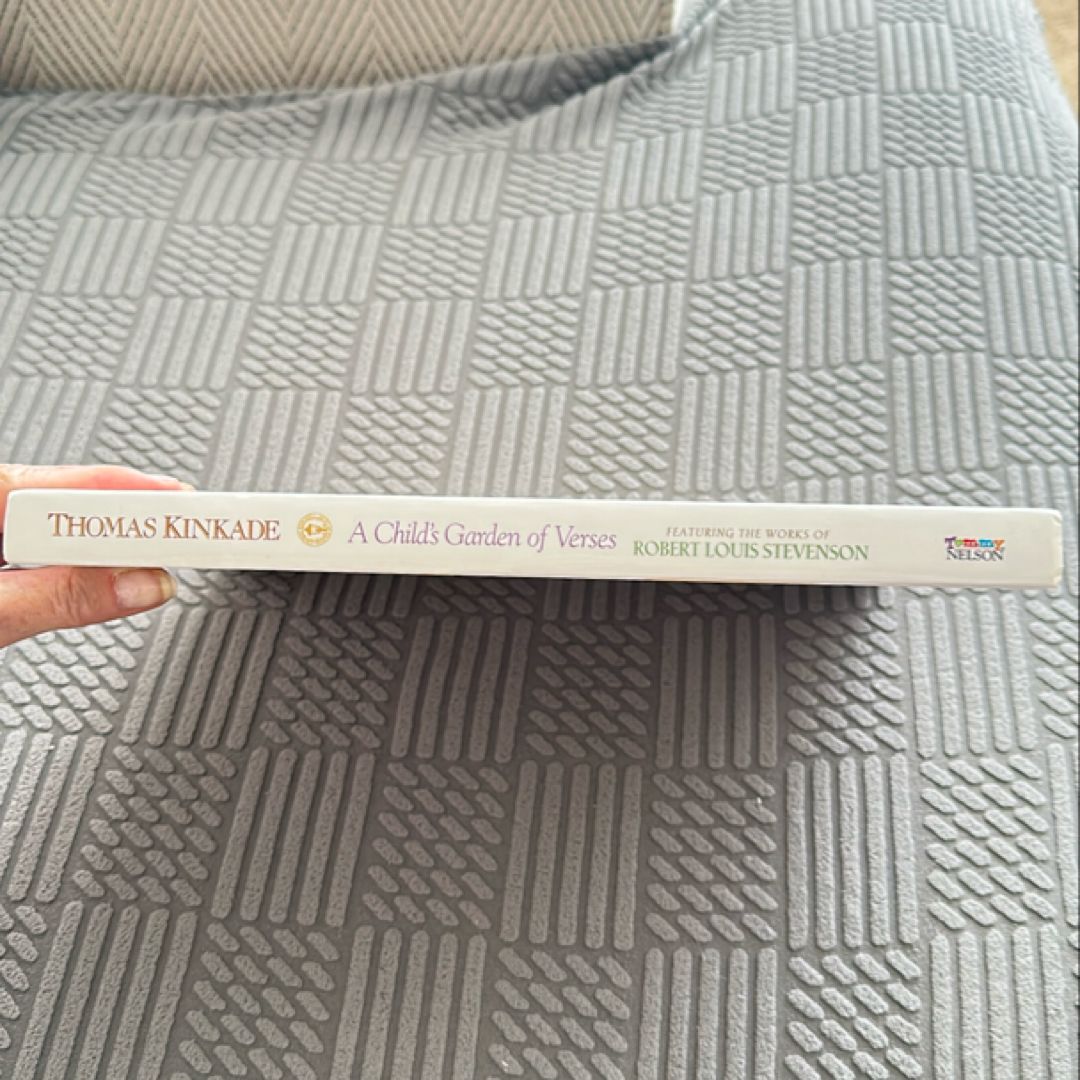 THOMAS KINKADE
A Child's Garden of Verses
FEATURING THE WORKS OF
ROBERT LOUIS STEVENSON
Tommy
NELSON